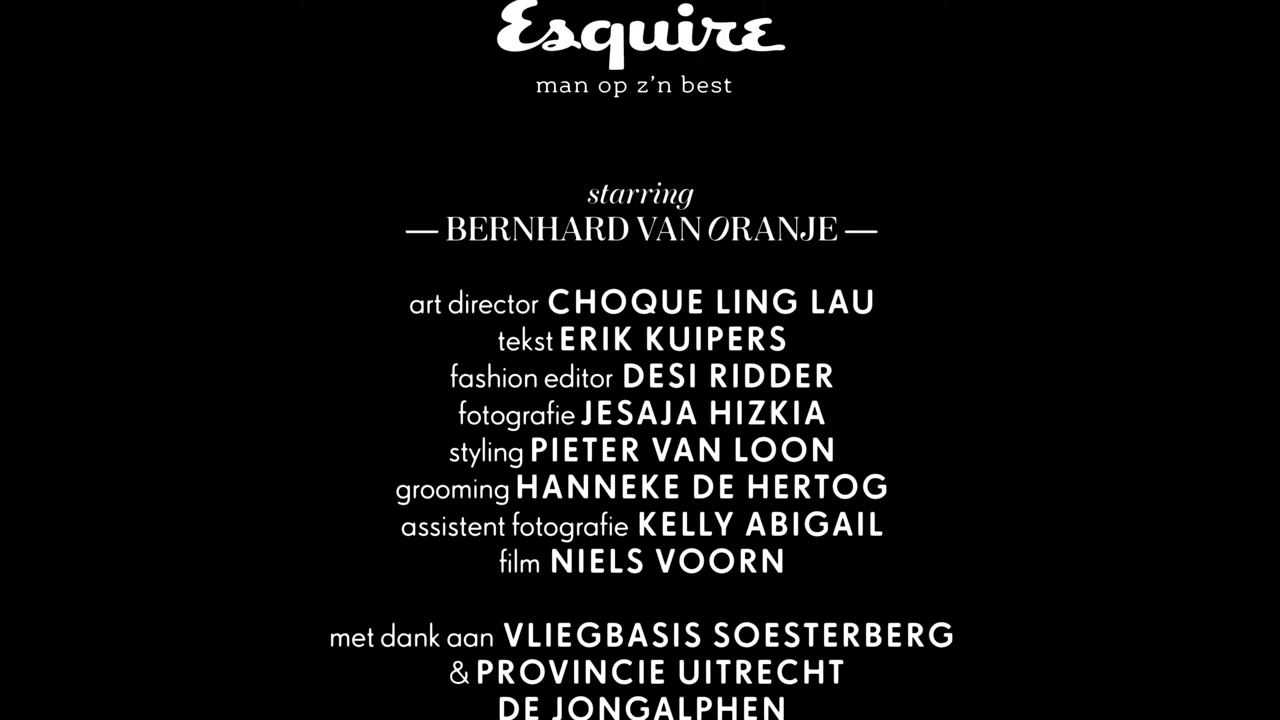 Esquire
man op z'n best
starring
— BERNHARD VAN ORANJE —
art director CHOQUE LING LAU
tekst ERIK KUIPERS
fashion editor DESI RIDDER
fotografie JESAJA HIZKIA
styling PIETER VAN LOON
grooming HANNEKE DE HERTOG
assistent fotografie KELLY ABIGAIL
film NIELS VOORN
met dank aan VLIEGBASIS SOESTERBERG
& PROVINCIE UITRECHT
DE JONGALPHEN